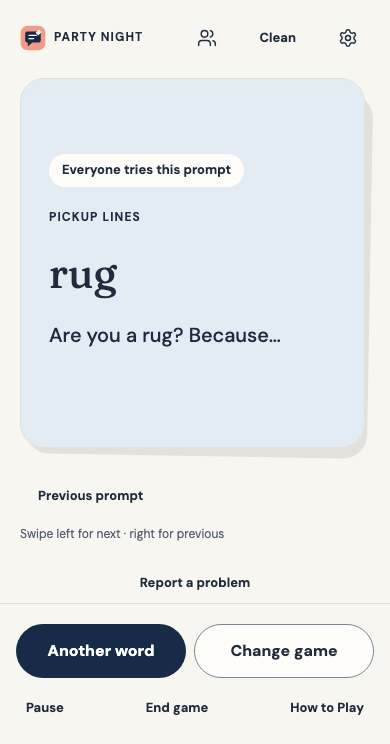 PARTY NIGHT
Clean
Everyone tries this prompt
PICKUP LINES
rug
Are you a rug? Because...
Previous prompt
Swipe left for next · right for previous
Report a problem
Another word
Change game
Pause
End game
How to Play